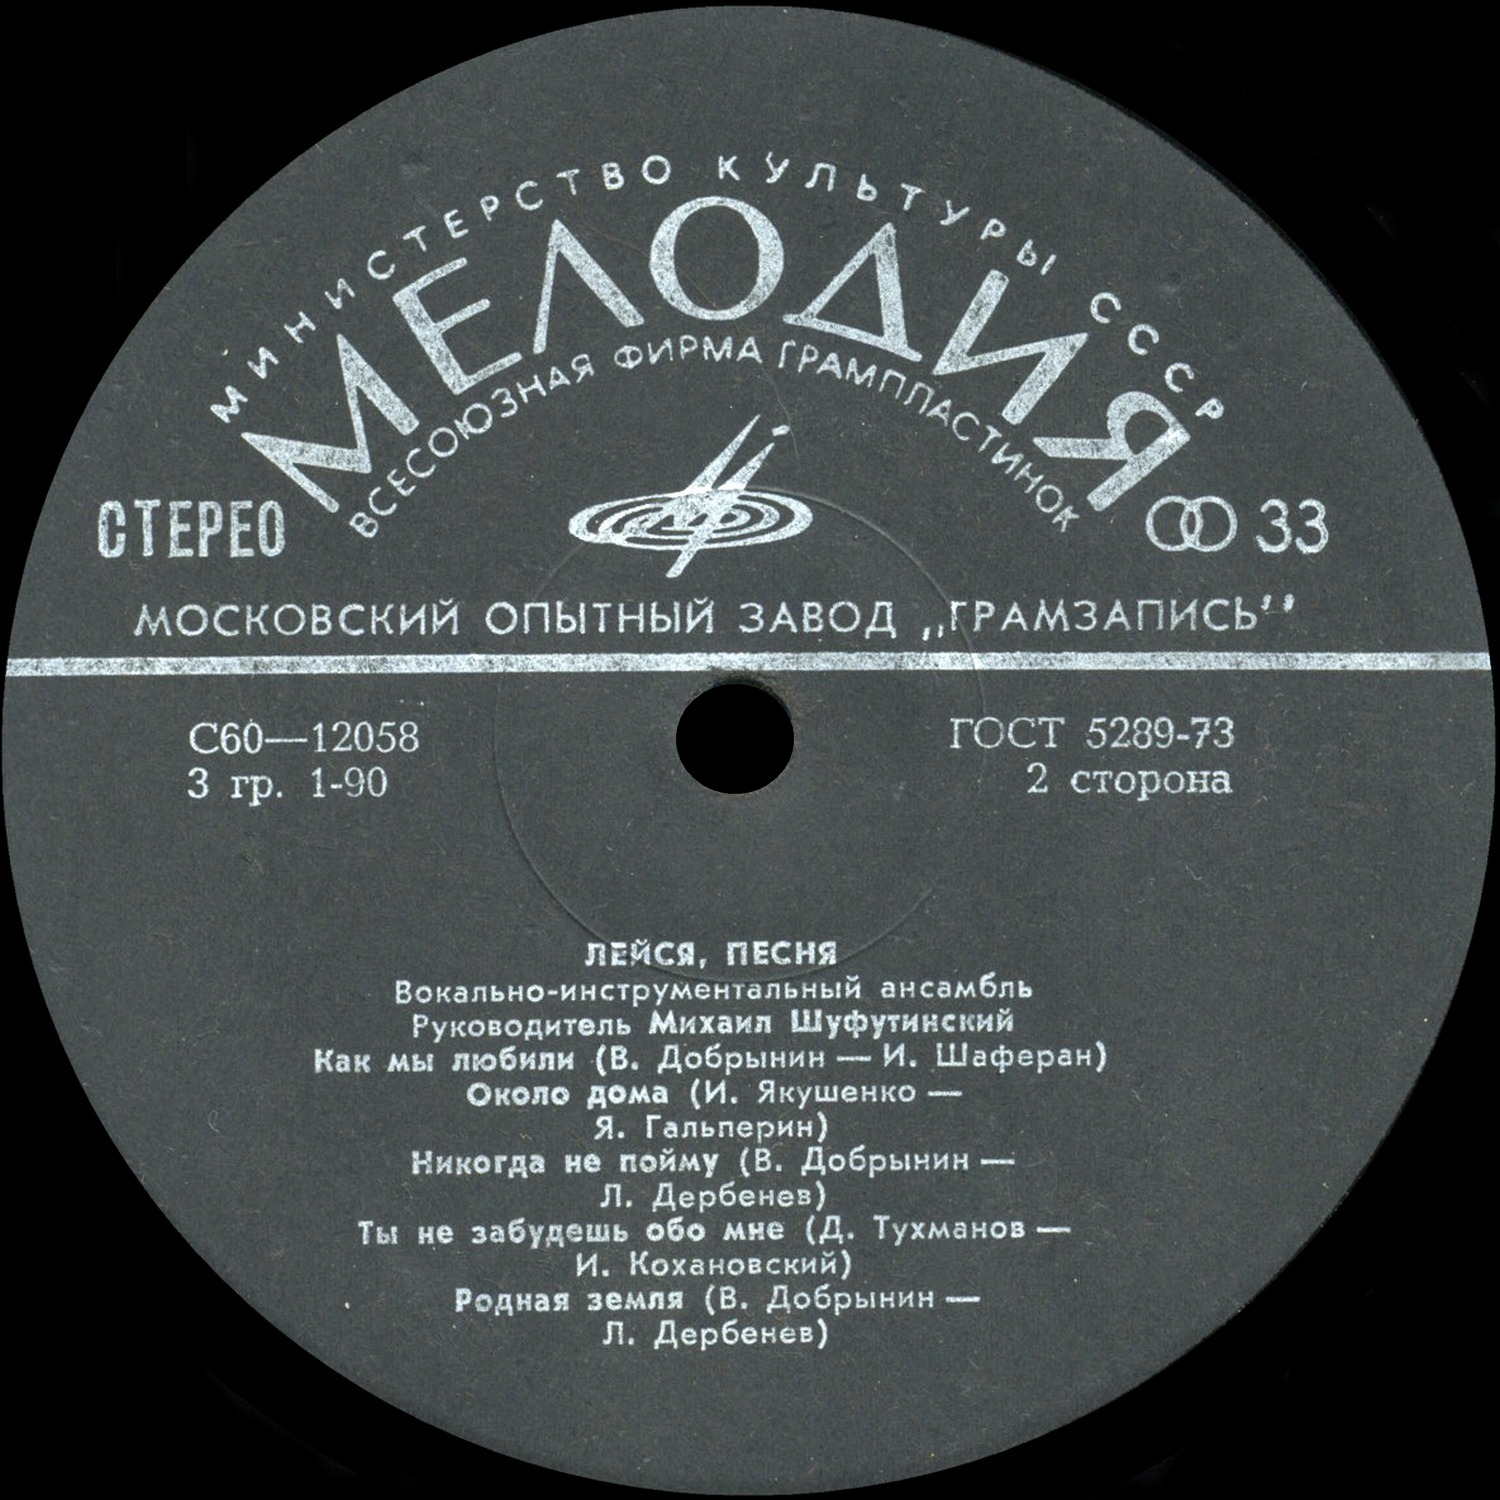 МИНИСТЕРСТВО КУЛЬТУРЫ СССР
МЕЛОДИЯ
ВСЕСОЮЗНАЯ ФИРМА ГРАМПЛАСТИНОК
СТЕРЕО
33
МОСКОВСКИЙ ОПЫТНЫЙ ЗАВОД „ГРАМЗАПИСЬ”
С60—12058
ГОСТ 5289-73
3 гр. 1-90
2 сторона
ЛЕЙСЯ, ПЕСНЯ
Вокально-инструментальный ансамбль
Руководитель Михаил Шуфутинский
Как мы любили (В. Добрынин — И. Шаферан)
Около дома (И. Якушенко —
Я. Гальперин)
Никогда не пойму (В. Добрынин —
Л. Дербенев)
Ты не забудешь обо мне (Д. Тухманов —
И. Кохановский)
Родная земля (В. Добрынин —
Л. Дербенев)